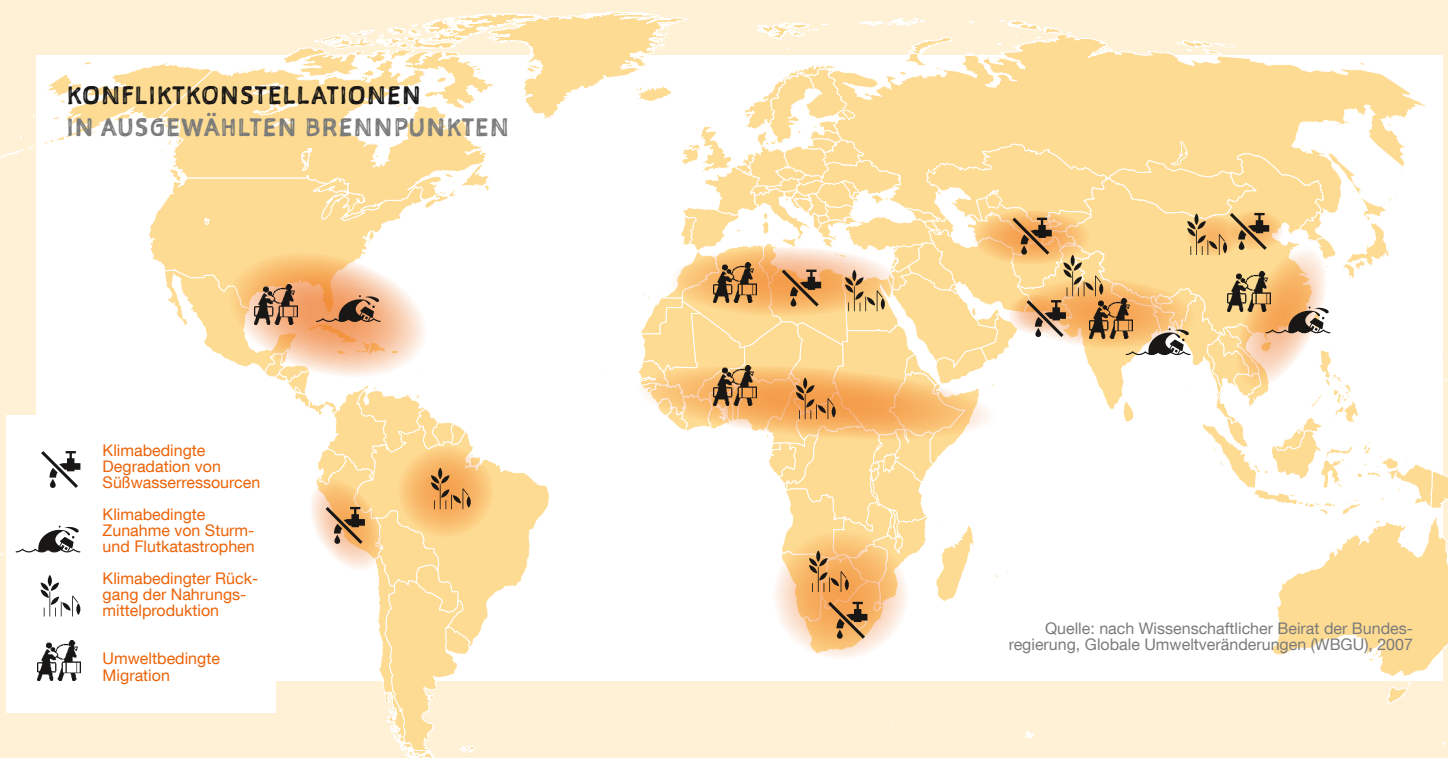 KONFLIKTKONSTELLATIONEN
IN AUSGEWÄHLTEN BRENNPUNKTEN
Klimabedingte
Degradation von
Süßwasserressourcen
Klimabedingte
Zunahme von Sturm-
und Flutkatastrophen
Klimabedingter Rück-
gang der Nahrungs-
mittelproduktion
Umweltbedingte
Migration
Quelle: nach Wissenschaftlicher Beirat der Bundes-
regierung, Globale Umweltveränderungen (WBGU), 2007